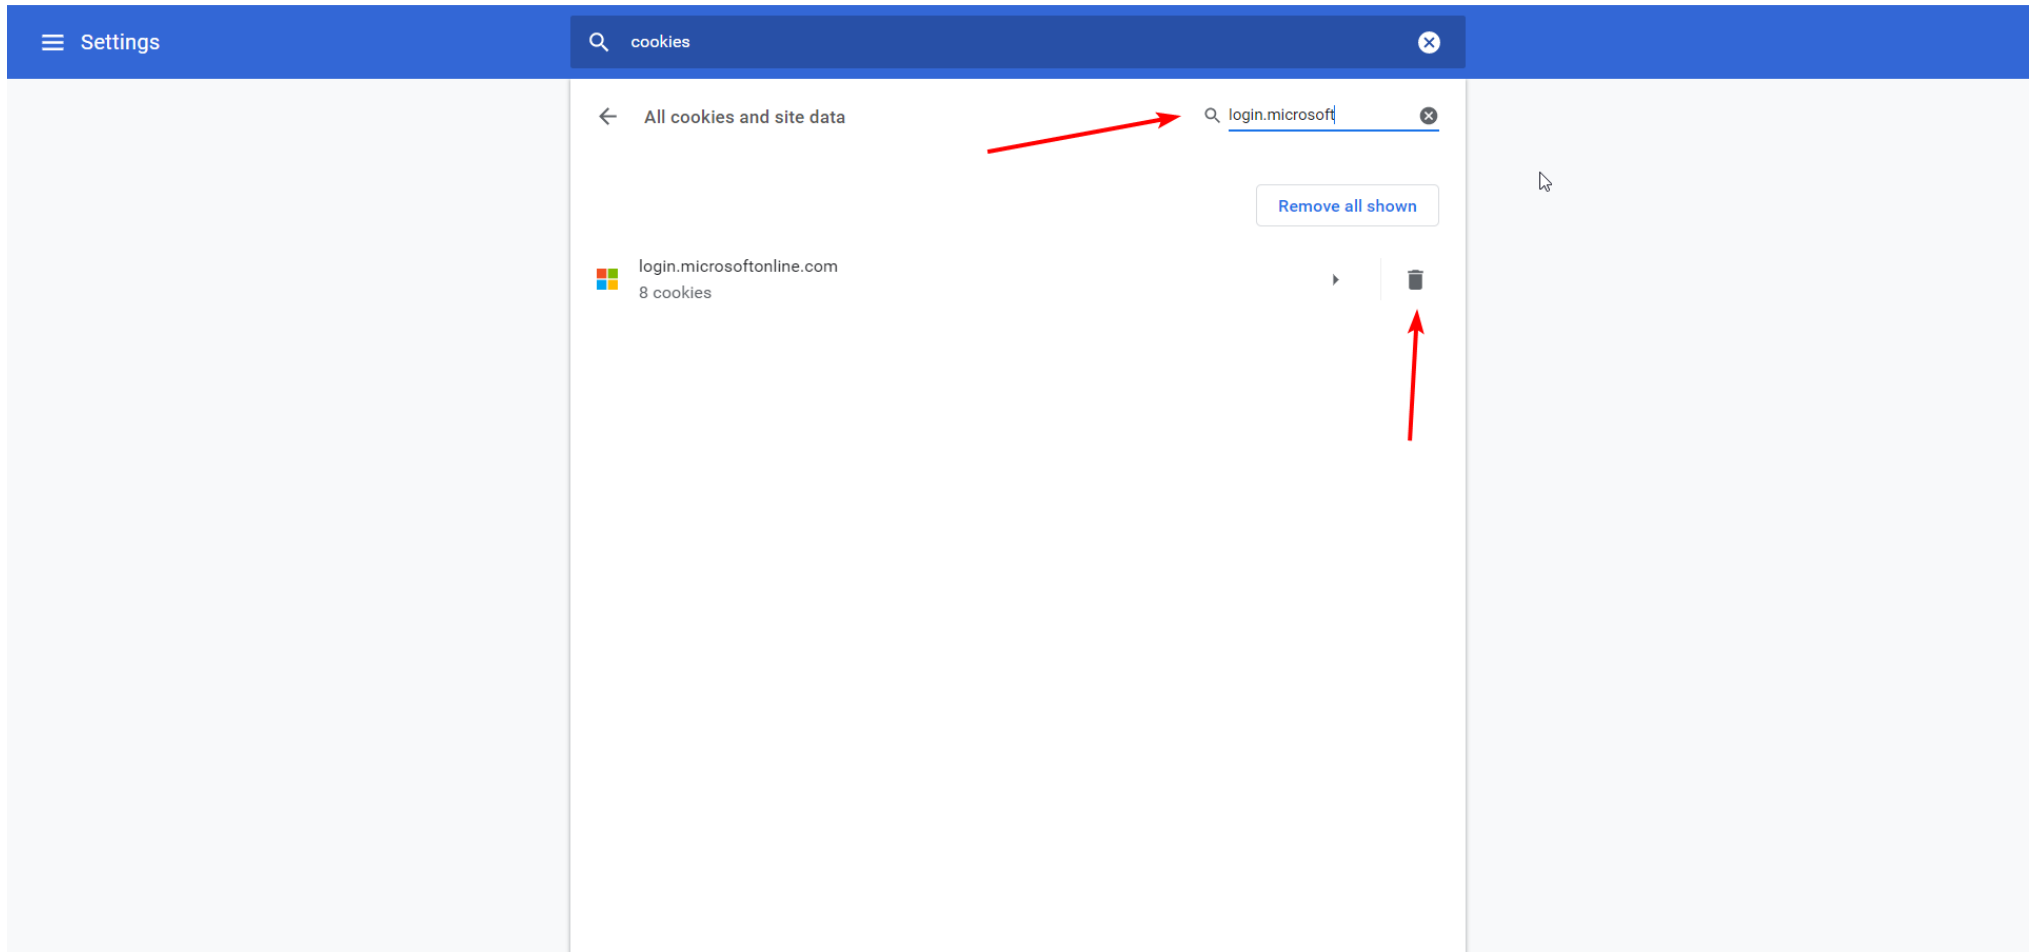 Settings
cookies
All cookies and site data
login.microsoft
Remove all shown
login.microsoftonline.com
8 cookies